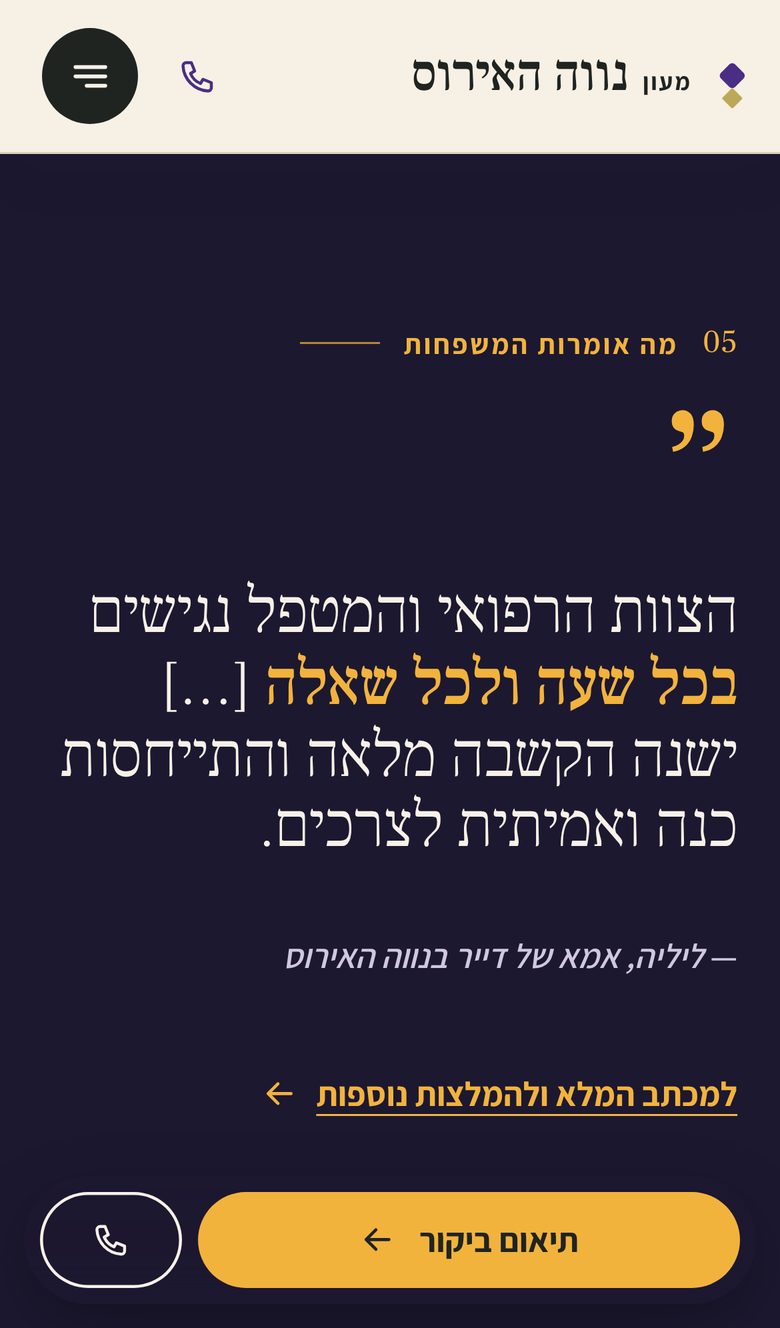 מעון נווה האירוס
05 מה אומרות המשפחות
”
הצוות הרפואי והמטפל נגישים
בכל שעה ולכל שאלה [...]
ישנה הקשבה מלאה והתייחסות
כנה ואמיתית לצרכים.
— ליליה, אמא של דייר בנווה האירוס
למכתב המלא ולהמלצות נוספות ←
תיאום ביקור ←